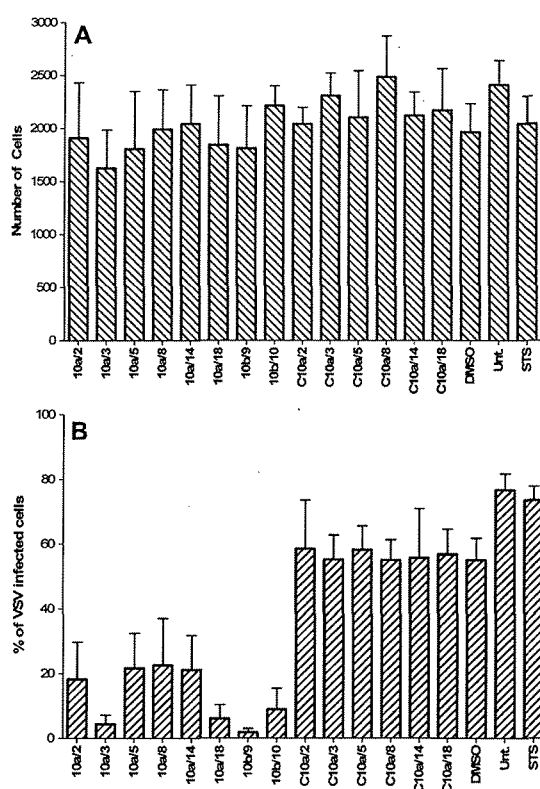 A
Number of Cells
3000
2500
2000
1500
1000
500
0
10a/2
10a/3
10a/5
10a/8
10a/14
10a/18
10b/9
10b/10
C10a/2
C10a/3
C10a/5
C10a/8
C10a/14
C10a/18
DMSO
Unt.
STS
B
% of VSV infected cells
100
80
60
40
20
0
10a/2
10a/3
10a/5
10a/8
10a/14
10a/18
10b/9
10b/10
C10a/2
C10a/3
C10a/5
C10a/8
C10a/14
C10a/18
DMSO
Unt.
STS